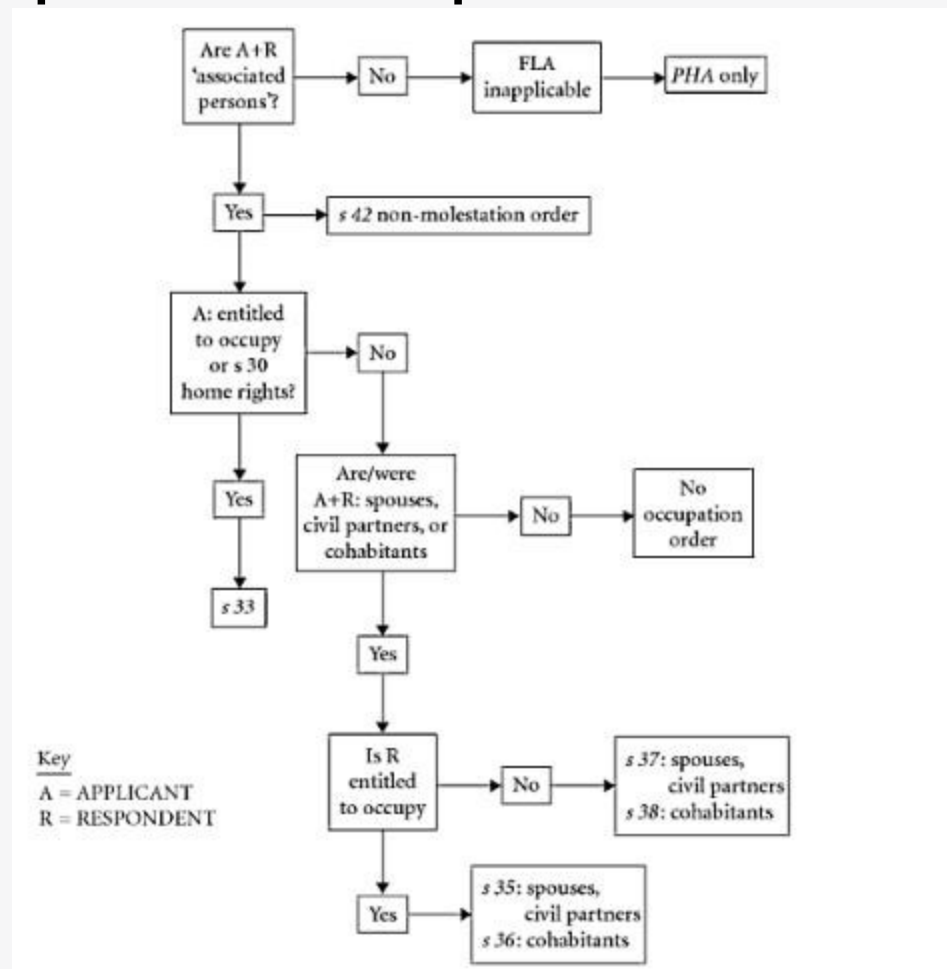 Are A+R
‘associated
persons’?
No
FLA
inapplicable
PHA only
Yes
s 42 non-molestation order
A: entitled
to occupy
or s 30
home rights?
No
Yes
s 33
Are/were
A+R: spouses,
civil partners, or
cohabitants
No
No
occupation
order
Yes
Is R
entitled
to occupy
No
s 37: spouses,
civil partners
s 38: cohabitants
Yes
s 35: spouses,
civil partners
s 36: cohabitants
Key
A = APPLICANT
R = RESPONDENT